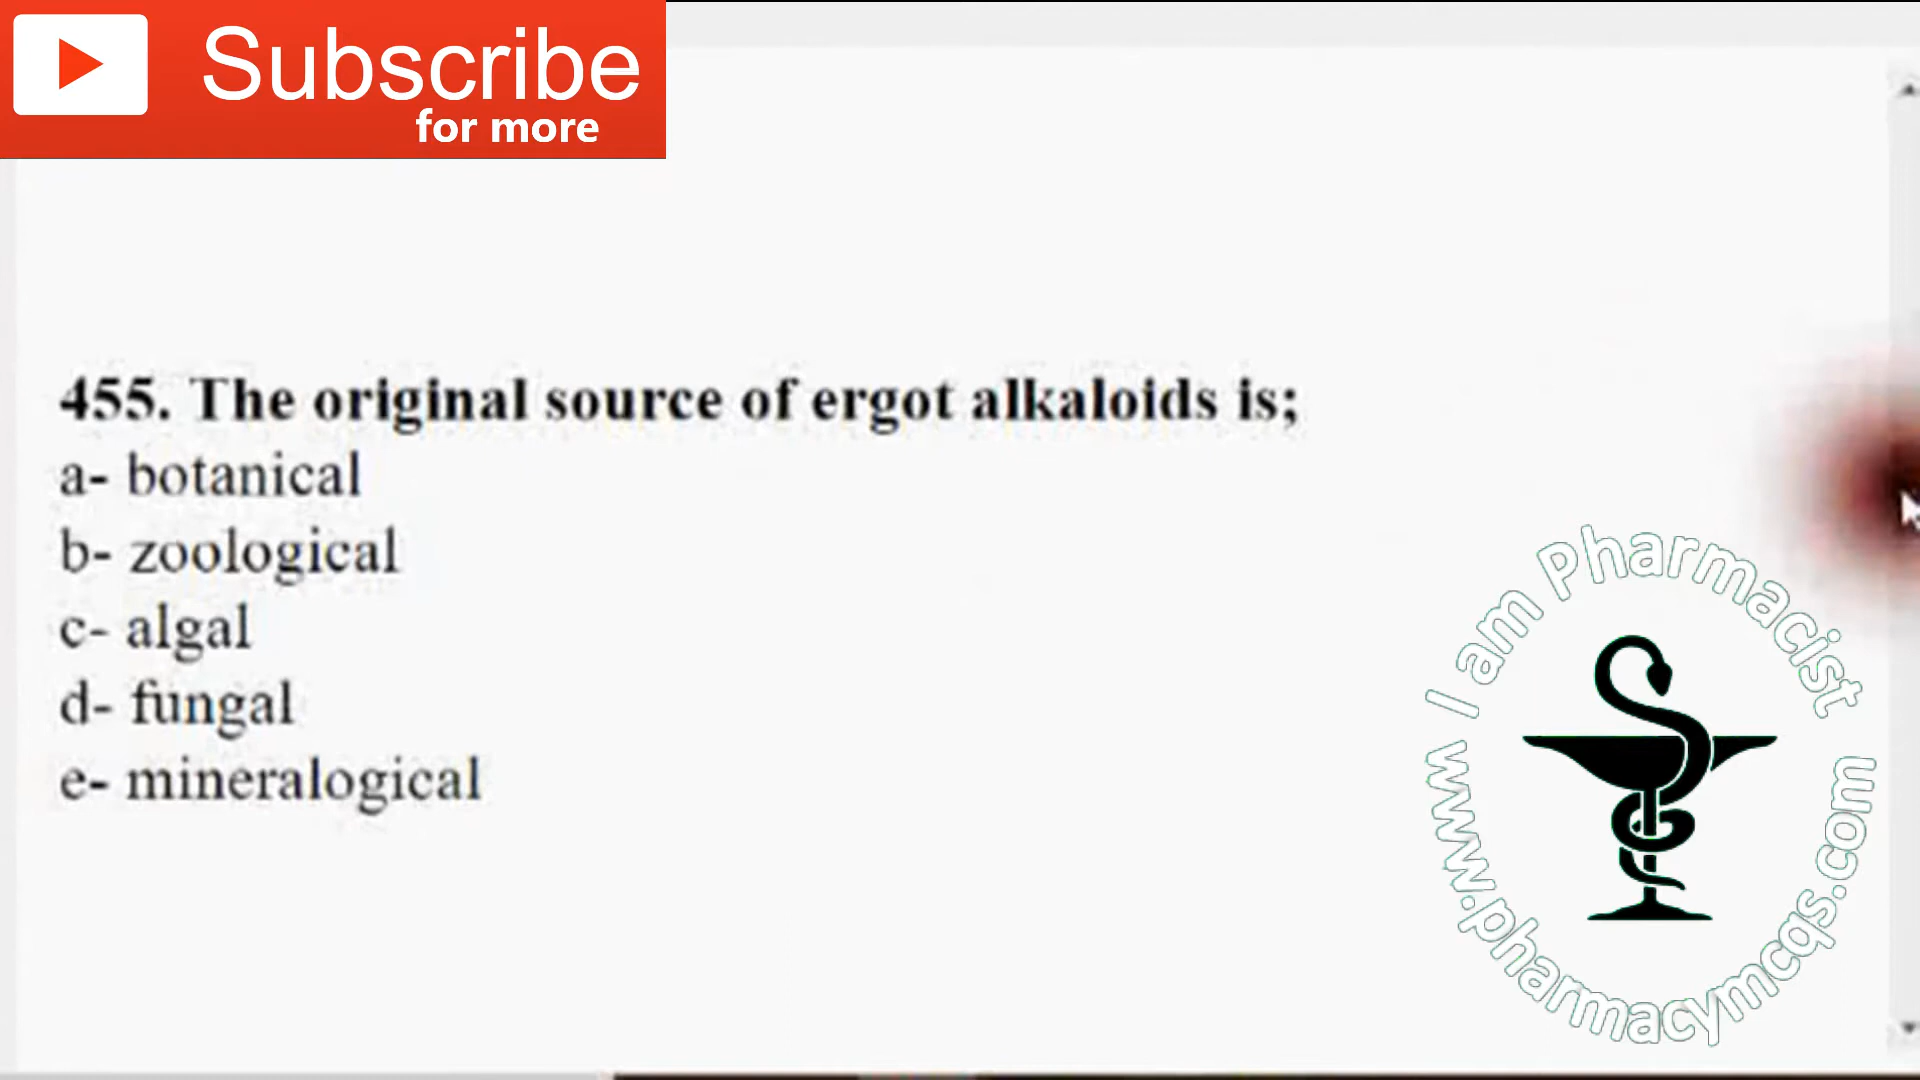 Subscribe
for more
455. The original source of ergot alkaloids is;
a- botanical
b- zoological
c- algal
d- fungal
e- mineralogical
I am Pharmacist
www.pharmacymcqs.com